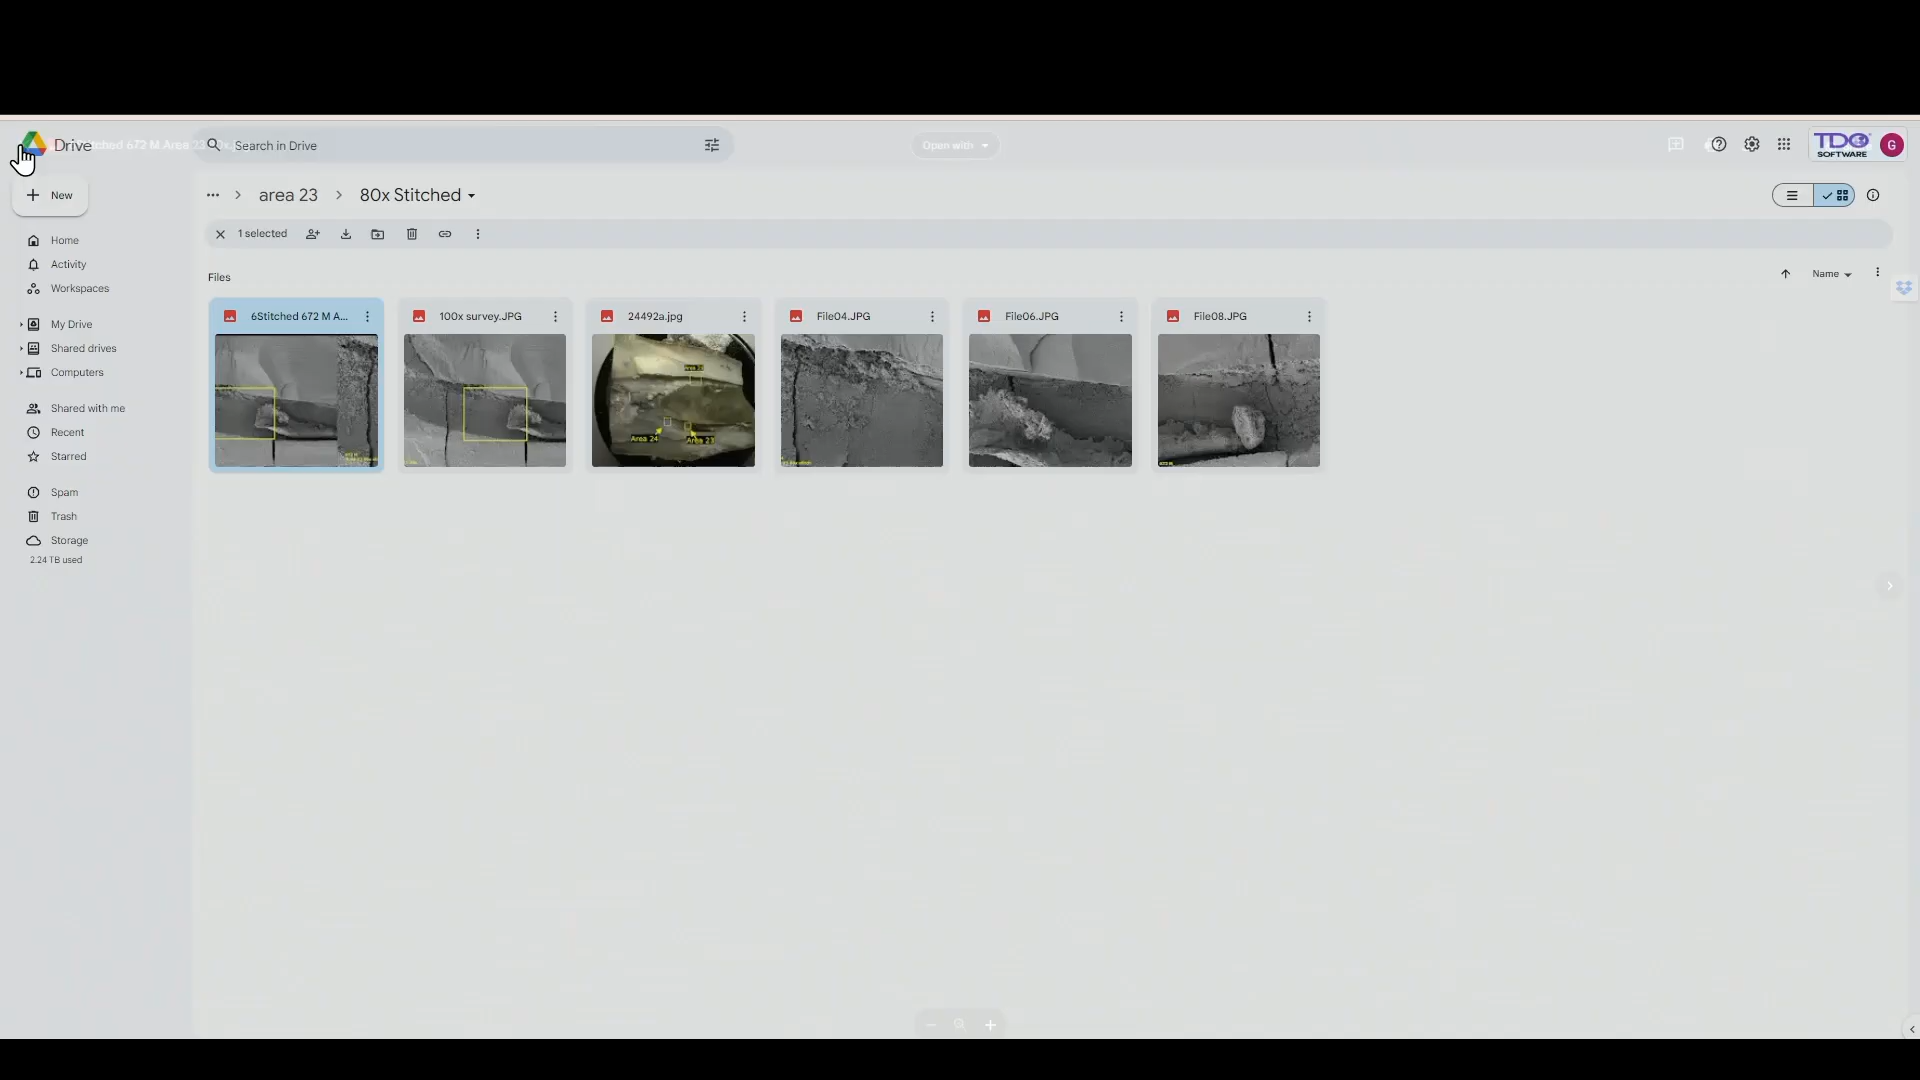 Drive
Search in Drive
Open with
TDO
SOFTWARE
G
New
area 23
80x Stitched
1 selected
Home
Activity
Workspaces
My Drive
Shared drives
Computers
Shared with me
Recent
Starred
Spam
Trash
Storage
2.24 TB used
Files
Name
6Stitched 672 M A...
100x survey.JPG
24492a.jpg
File04.JPG
File06.JPG
File08.JPG
Area 24
Area 23